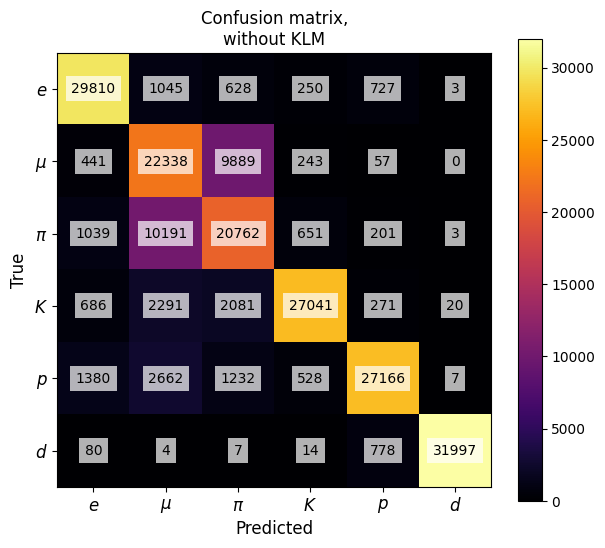 Confusion matrix,
without KLM
e 29810 1045 628 250 727 3
μ 441 22338 9889 243 57 0
π 1039 10191 20762 651 201 3
K 686 2291 2081 27041 271 20
p 1380 2662 1232 528 27166 7
d 80 4 7 14 778 31997
e μ π K p d
Predicted
True
30000
25000
20000
15000
10000
5000
0